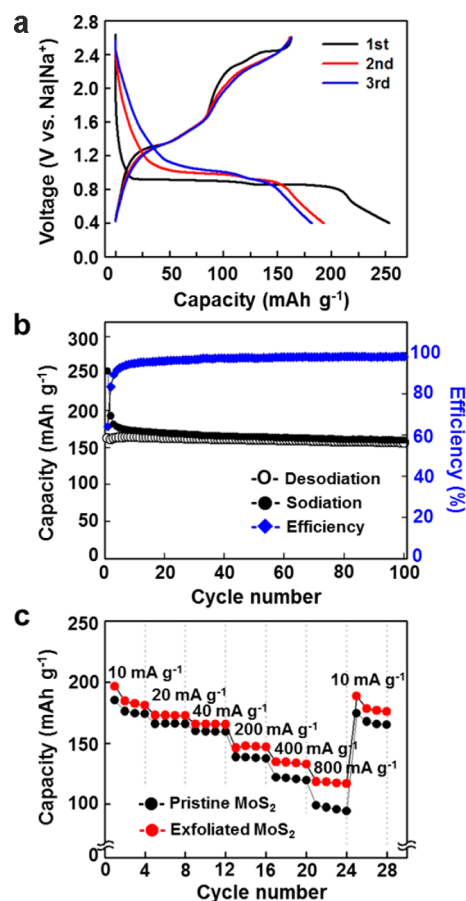 a
Voltage (V vs. Na|Na⁺)
2.8
2.4
2.0
1.6
1.2
0.8
0.4
0 50 100 150 200 250
Capacity (mAh g⁻¹)
1st
2nd
3rd
b
Capacity (mAh g⁻¹)
300
250
200
150
100
50
0
0 20 40 60 80 100
Cycle number
Efficiency (%)
100
80
60
40
20
0
Desodiation
Sodiation
Efficiency
c
Capacity (mAh g⁻¹)
250
200
150
100
0
10 mA g⁻¹
20 mA g⁻¹
40 mA g⁻¹
200 mA g⁻¹
400 mA g⁻¹
800 mA g⁻¹
10 mA g⁻¹
Pristine MoS₂
Exfoliated MoS₂
0 4 8 12 16 20 24 28
Cycle number